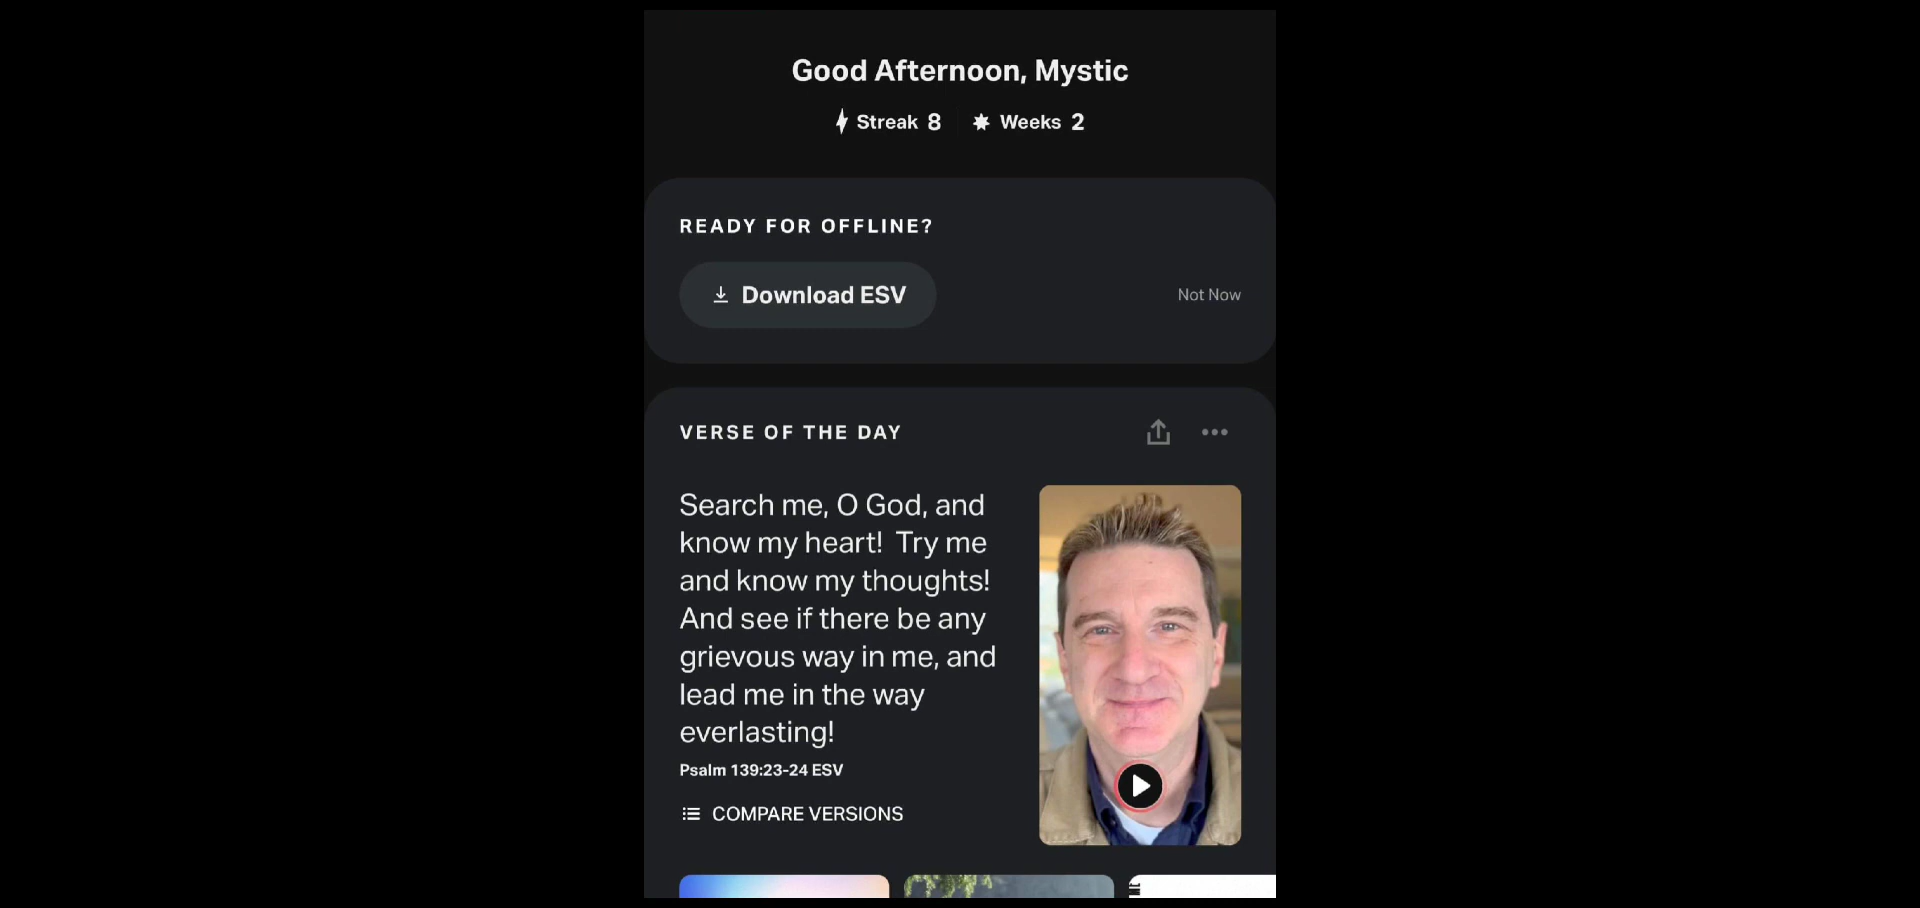 Good Afternoon, Mystic
Streak 8 Weeks 2
READY FOR OFFLINE?
Download ESV
Not Now
VERSE OF THE DAY
Search me, O God, and
know my heart! Try me
and know my thoughts!
And see if there be any
grievous way in me, and
lead me in the way
everlasting!
Psalm 139:23-24 ESV
COMPARE VERSIONS